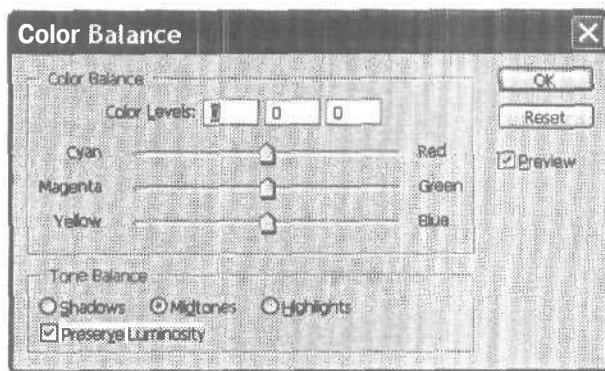 Color Balance
Color Balance
OK
Color Levels: 0 0 0
Reset
Cyan Red
Preview
Magenta Green
Yellow Blue
Tone Balance
Shadows Midtones Highlights
Preserve Luminosity